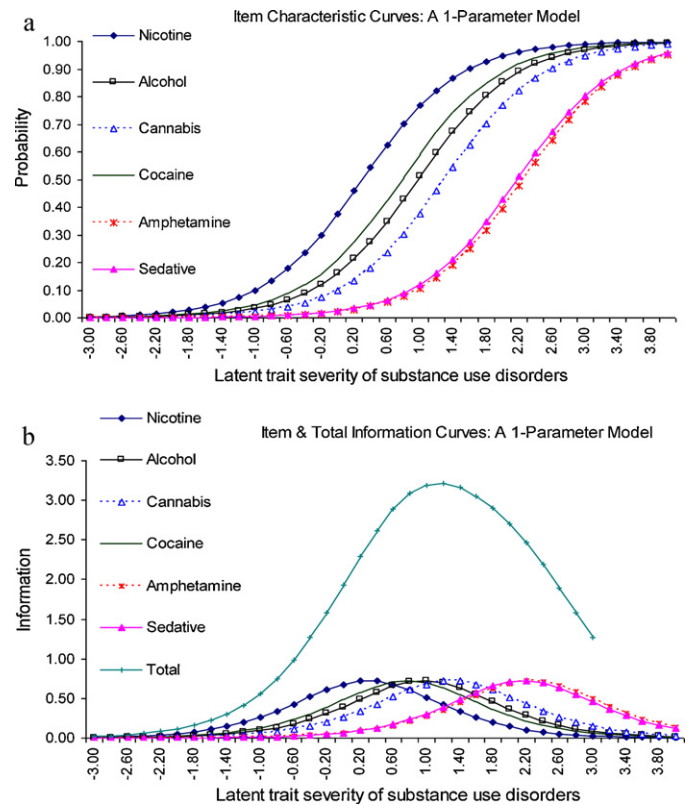 a
Item Characteristic Curves: A 1-Parameter Model
Nicotine
Alcohol
Cannabis
Cocaine
Amphetamine
Sedative
Probability
1.00
0.90
0.80
0.70
0.60
0.50
0.40
0.30
0.20
0.10
0.00
-3.00 -2.60 -2.20 -1.80 -1.40 -1.00 -0.60 -0.20 0.20 0.60 1.00 1.40 1.80 2.20 2.60 3.00 3.40 3.80
Latent trait severity of substance use disorders
b
Item & Total Information Curves: A 1-Parameter Model
Nicotine
Alcohol
Cannabis
Cocaine
Amphetamine
Sedative
Total
Information
3.50
3.00
2.50
2.00
1.50
1.00
0.50
0.00
-3.00 -2.60 -2.20 -1.80 -1.40 -1.00 -0.60 -0.20 0.20 0.60 1.00 1.40 1.80 2.20 2.60 3.00 3.40 3.80
Latent trait severity of substance use disorders